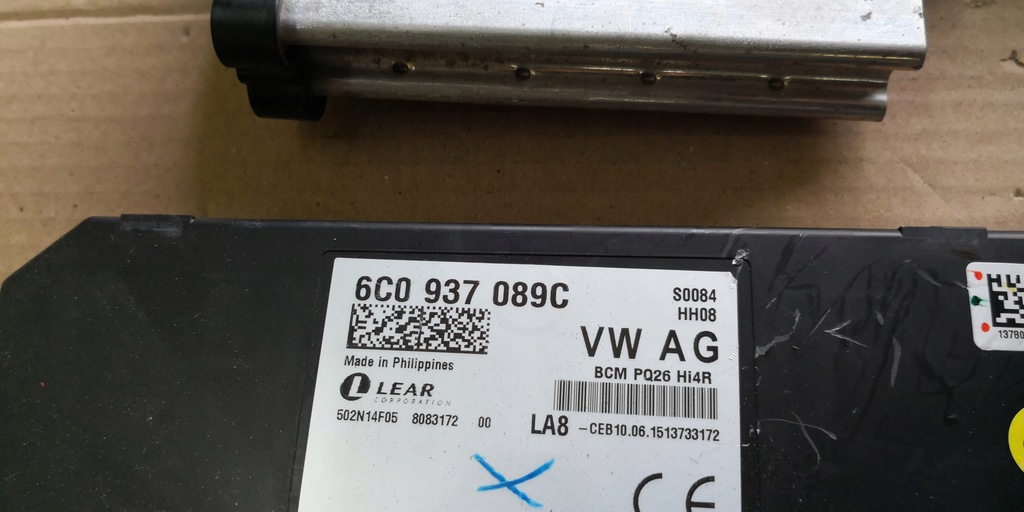 6C0 937 089C
S0084
HH08
VW AG
Made in Philippines
BCM PQ26 Hi4R
LEAR
CORPORATION
502N14F05 8083172 00
LA8 -CEB10.06.1513733172
CE